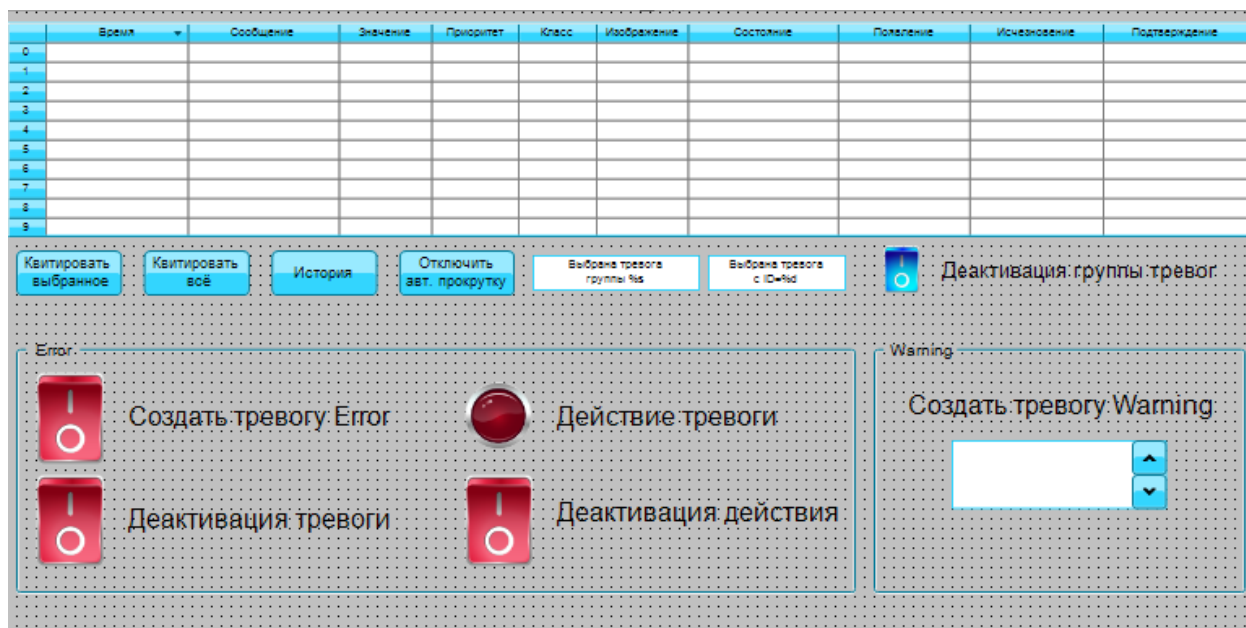 Время Сообщение Значение Приоритет Класс Изображение Состояние Появление Исчезновение Подтверждение
0
1
2
3
4
5
6
7
8
9
Квитировать выбранное
Квитировать всё
История
Отключить авт. прокрутку
Выбрана тревога группы %s
Выбрана тревога с ID=%d
Деактивация группы тревог
Error
Создать тревогу Error
Действие тревоги
Деактивация тревоги
Деактивация действия
Warning
Создать тревогу Warning